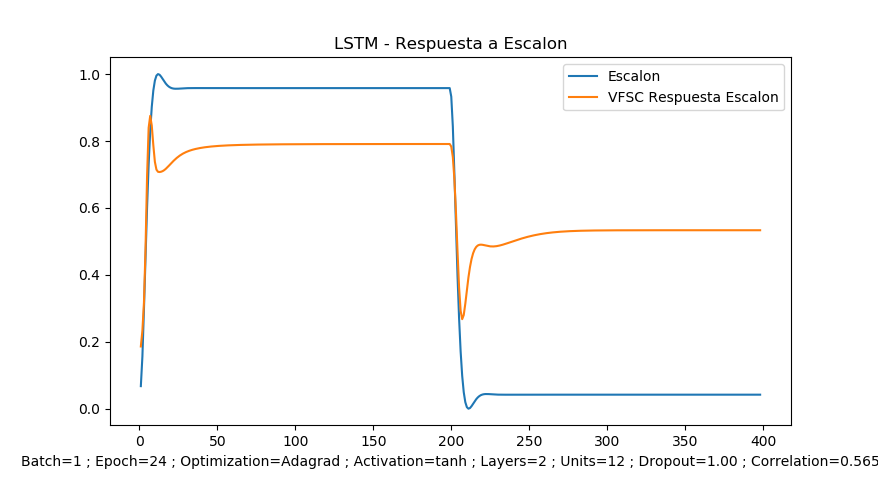 LSTM - Respuesta a Escalon
Escalon
VFSC Respuesta Escalon
1.0
0.8
0.6
0.4
0.2
0.0
0 50 100 150 200 250 300 350 400
Batch=1 ; Epoch=24 ; Optimization=Adagrad ; Activation=tanh ; Layers=2 ; Units=12 ; Dropout=1.00 ; Correlation=0.565